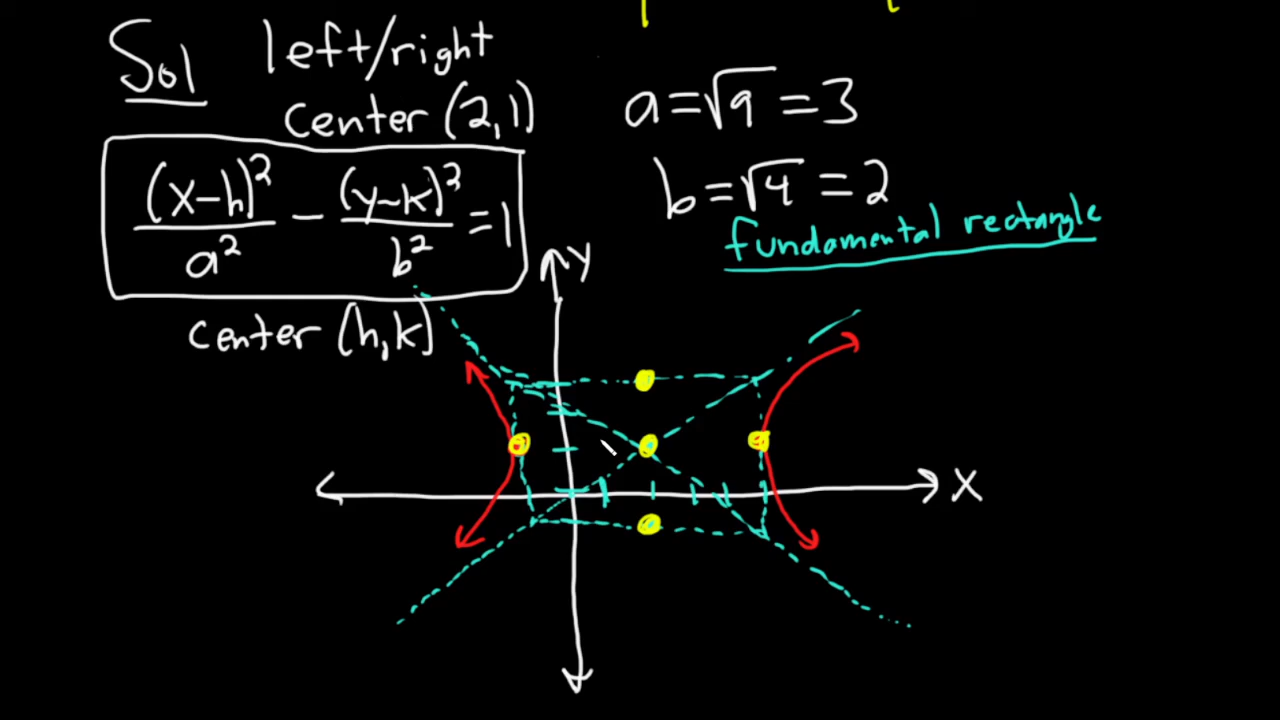 Sol left/right
center (2,1)
a=√9=3
b=√4=2
(x-h)²/a² - (y-k)²/b² =1
fundamental rectangle
center (h,k)
Y
X